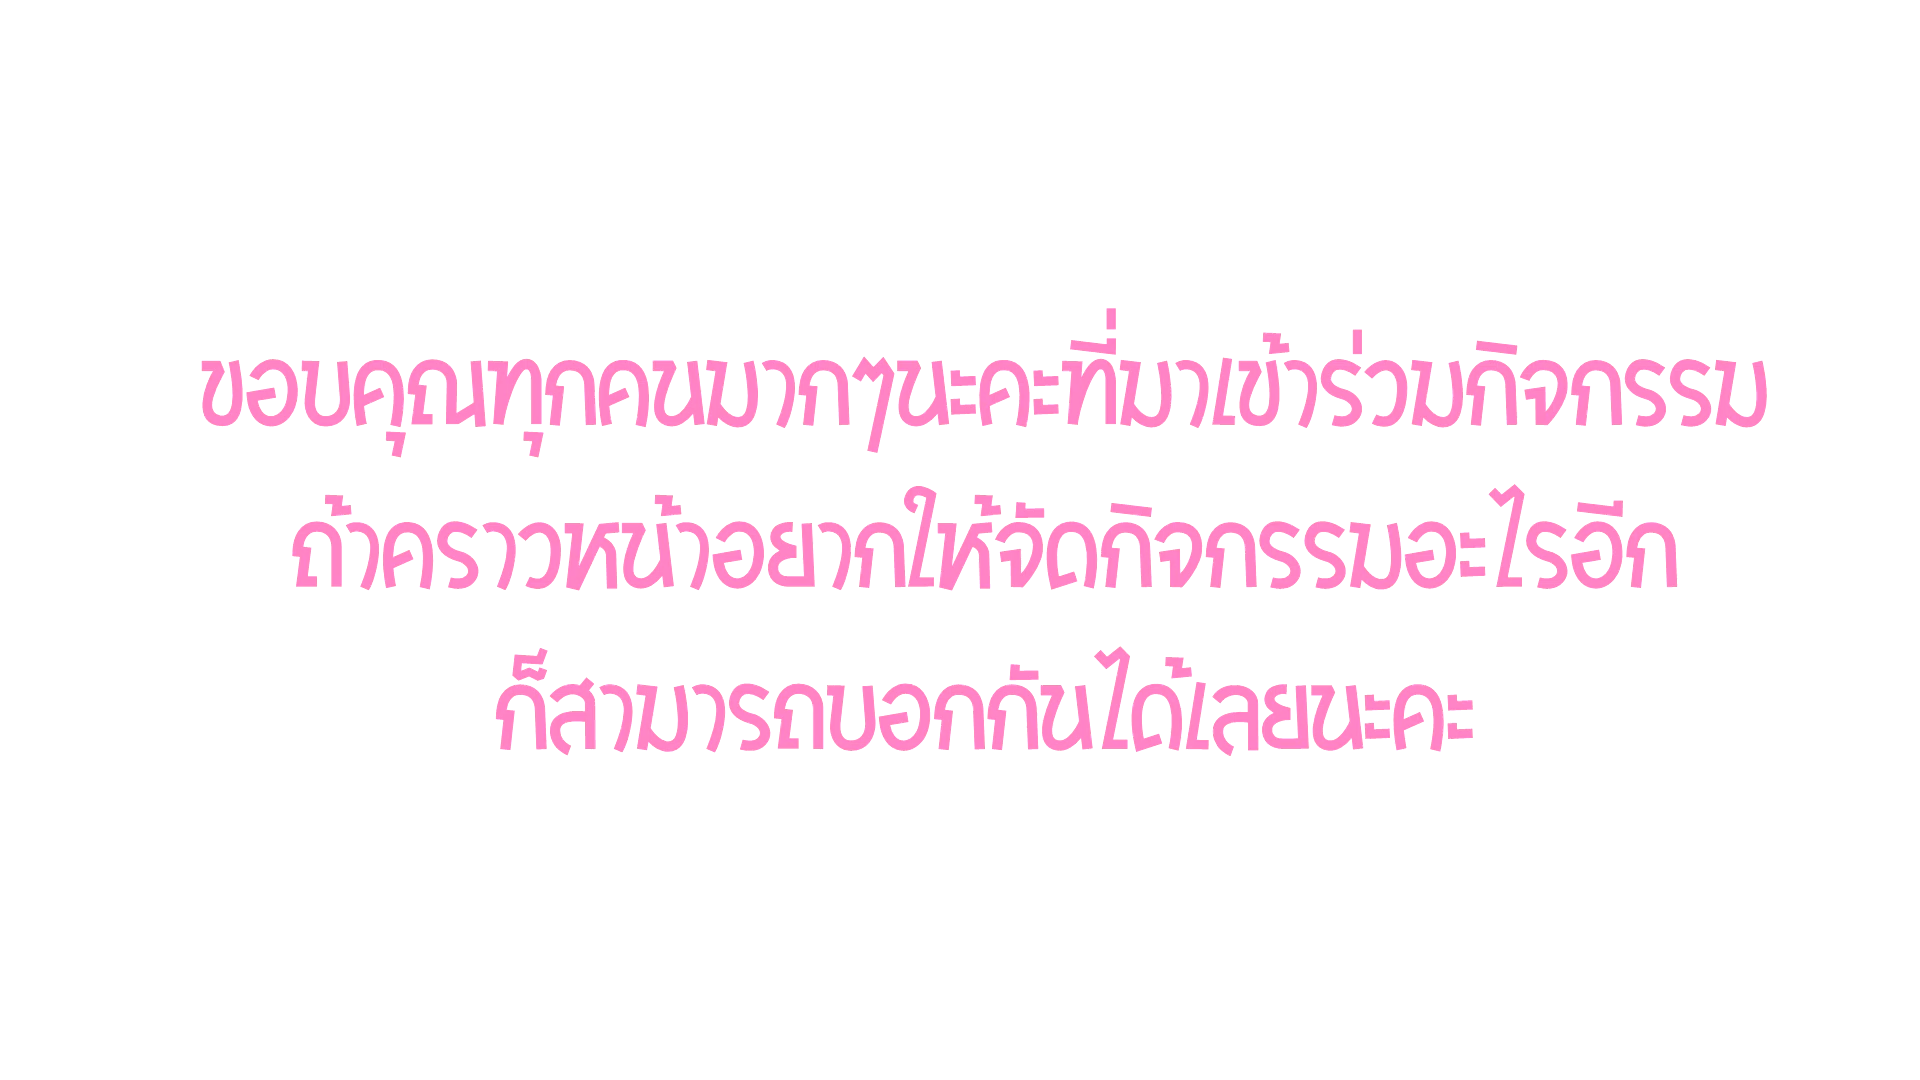 ขอบคุณทุกคนมากๆนะคะที่มาเข้าร่วมกิจกรรม
ถ้าคราวหน้าอยากให้จัดกิจกรรมอะไรอีก
ก็สามารถบอกกันได้เลยนะคะ